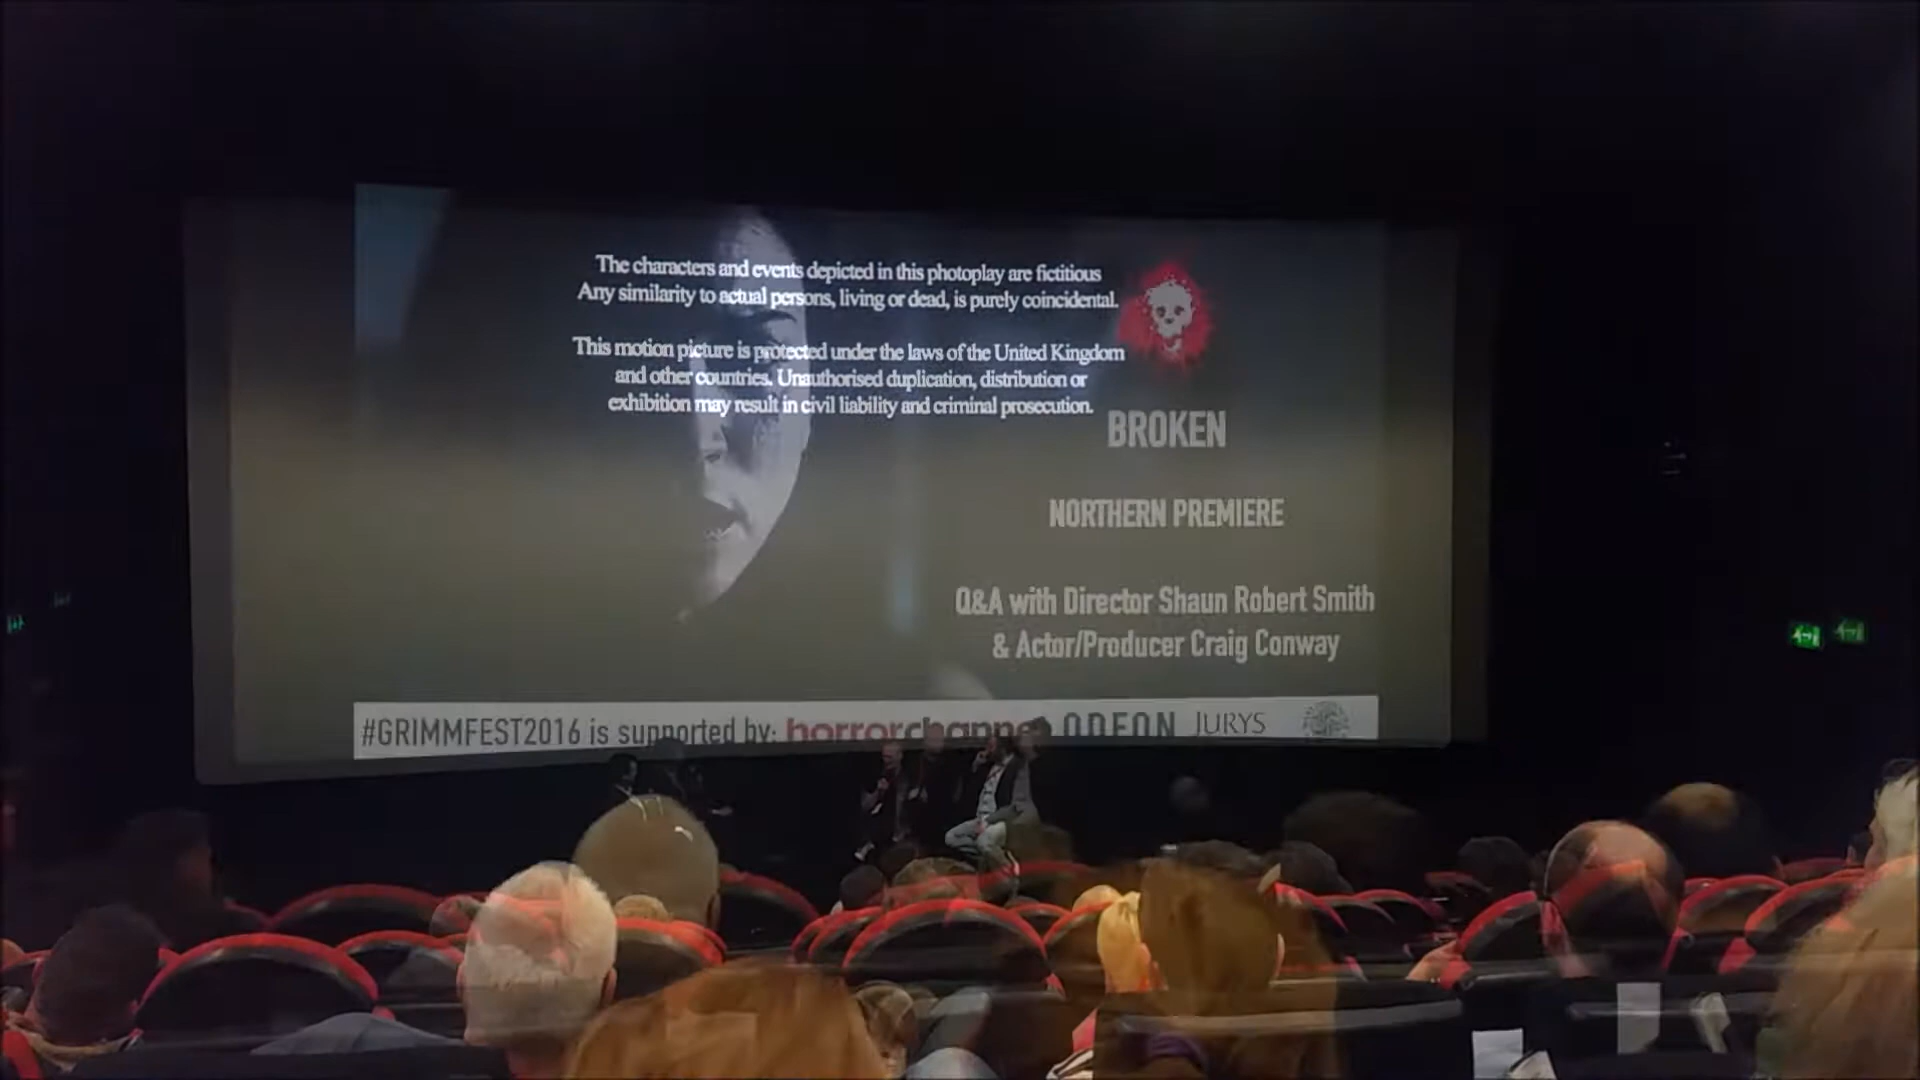 The characters and events depicted in this photoplay are fictitious
Any similarity to actual persons, living or dead, is purely coincidental.
This motion picture is protected under the laws of the United Kingdom
and other countries. Unauthorised duplication, distribution or
exhibition may result in civil liability and criminal prosecution.
BROKEN
NORTHERN PREMIERE
Q&A with Director Shaun Robert Smith
& Actor/Producer Craig Conway
#GRIMMFEST2016 is supported by: horrorchannel ODEON JURYS